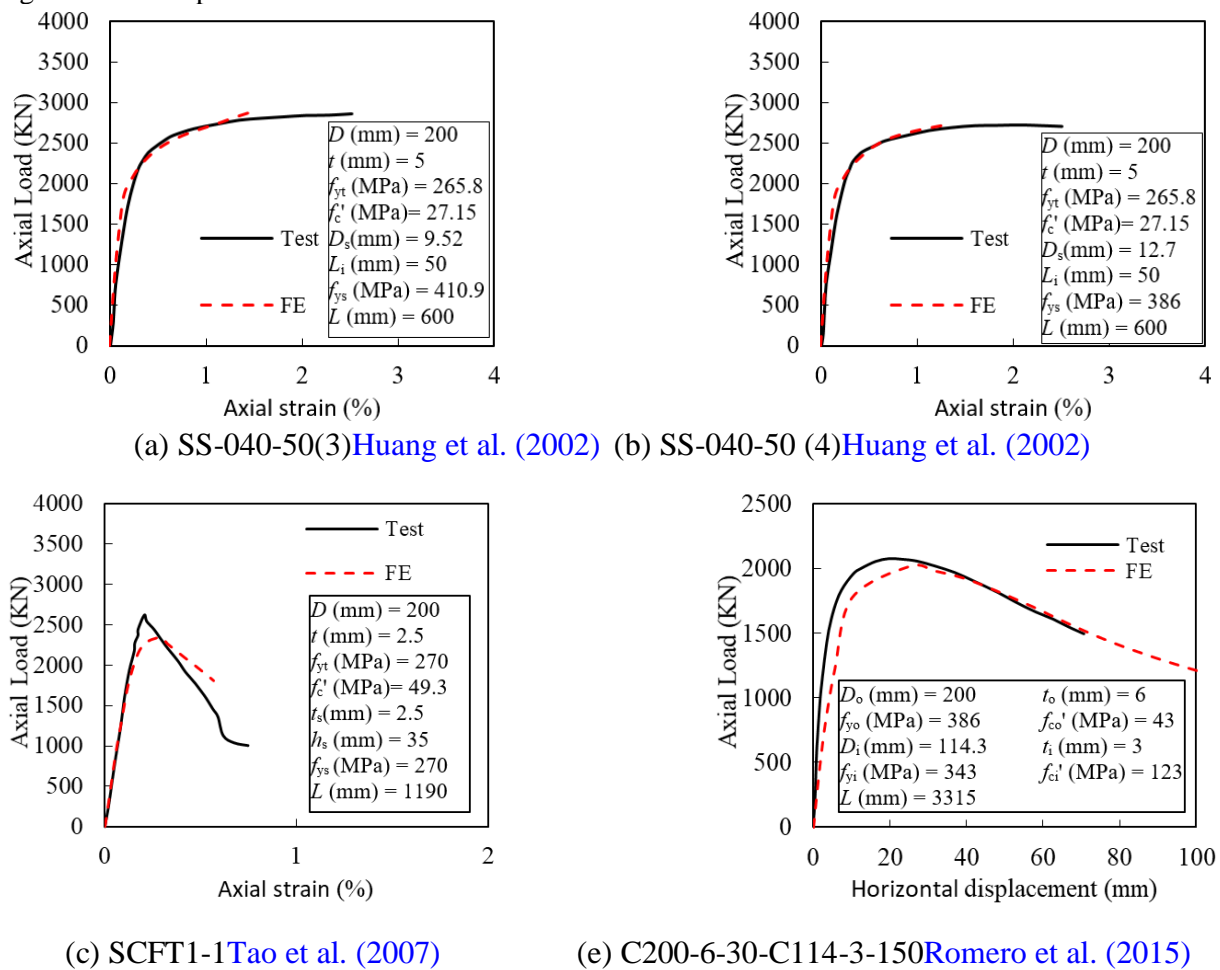 4000
3500
3000
2500
2000
1500
1000
500
0
Axial Load (KN)
0 1 2 3 4
Axial strain (%)
Test
FE
D (mm) = 200
t (mm) = 5
fyt (MPa) = 265.8
fc' (MPa)= 27.15
Ds(mm) = 9.52
Li (mm) = 50
fys (MPa) = 410.9
L (mm) = 600
4000
3500
3000
2500
2000
1500
1000
500
0
Axial Load (KN)
0 1 2 3 4
Axial strain (%)
Test
FE
D (mm) = 200
t (mm) = 5
fyt (MPa) = 265.8
fc' (MPa)= 27.15
Ds(mm) = 12.7
Li (mm) = 50
fys (MPa) = 386
L (mm) = 600
(a) SS-040-50(3)Huang et al. (2002) (b) SS-040-50 (4)Huang et al. (2002)
4000
3500
3000
2500
2000
1500
1000
500
0
Axial Load (KN)
0 1 2
Axial strain (%)
Test
FE
D (mm) = 200
t (mm) = 2.5
fyt (MPa) = 270
fc' (MPa)= 49.3
ts(mm) = 2.5
hs (mm) = 35
fys (MPa) = 270
L (mm) = 1190
2500
2000
1500
1000
500
0
Axial Load (KN)
0 20 40 60 80 100
Horizontal displacement (mm)
Test
FE
Do (mm) = 200 to (mm) = 6
fyo (MPa) = 386 fco' (MPa) = 43
Di (mm) = 114.3 ti (mm) = 3
fyi (MPa) = 343 fci' (MPa) = 123
L (mm) = 3315
(c) SCFT1-1Tao et al. (2007) (e) C200-6-30-C114-3-150Romero et al. (2015)